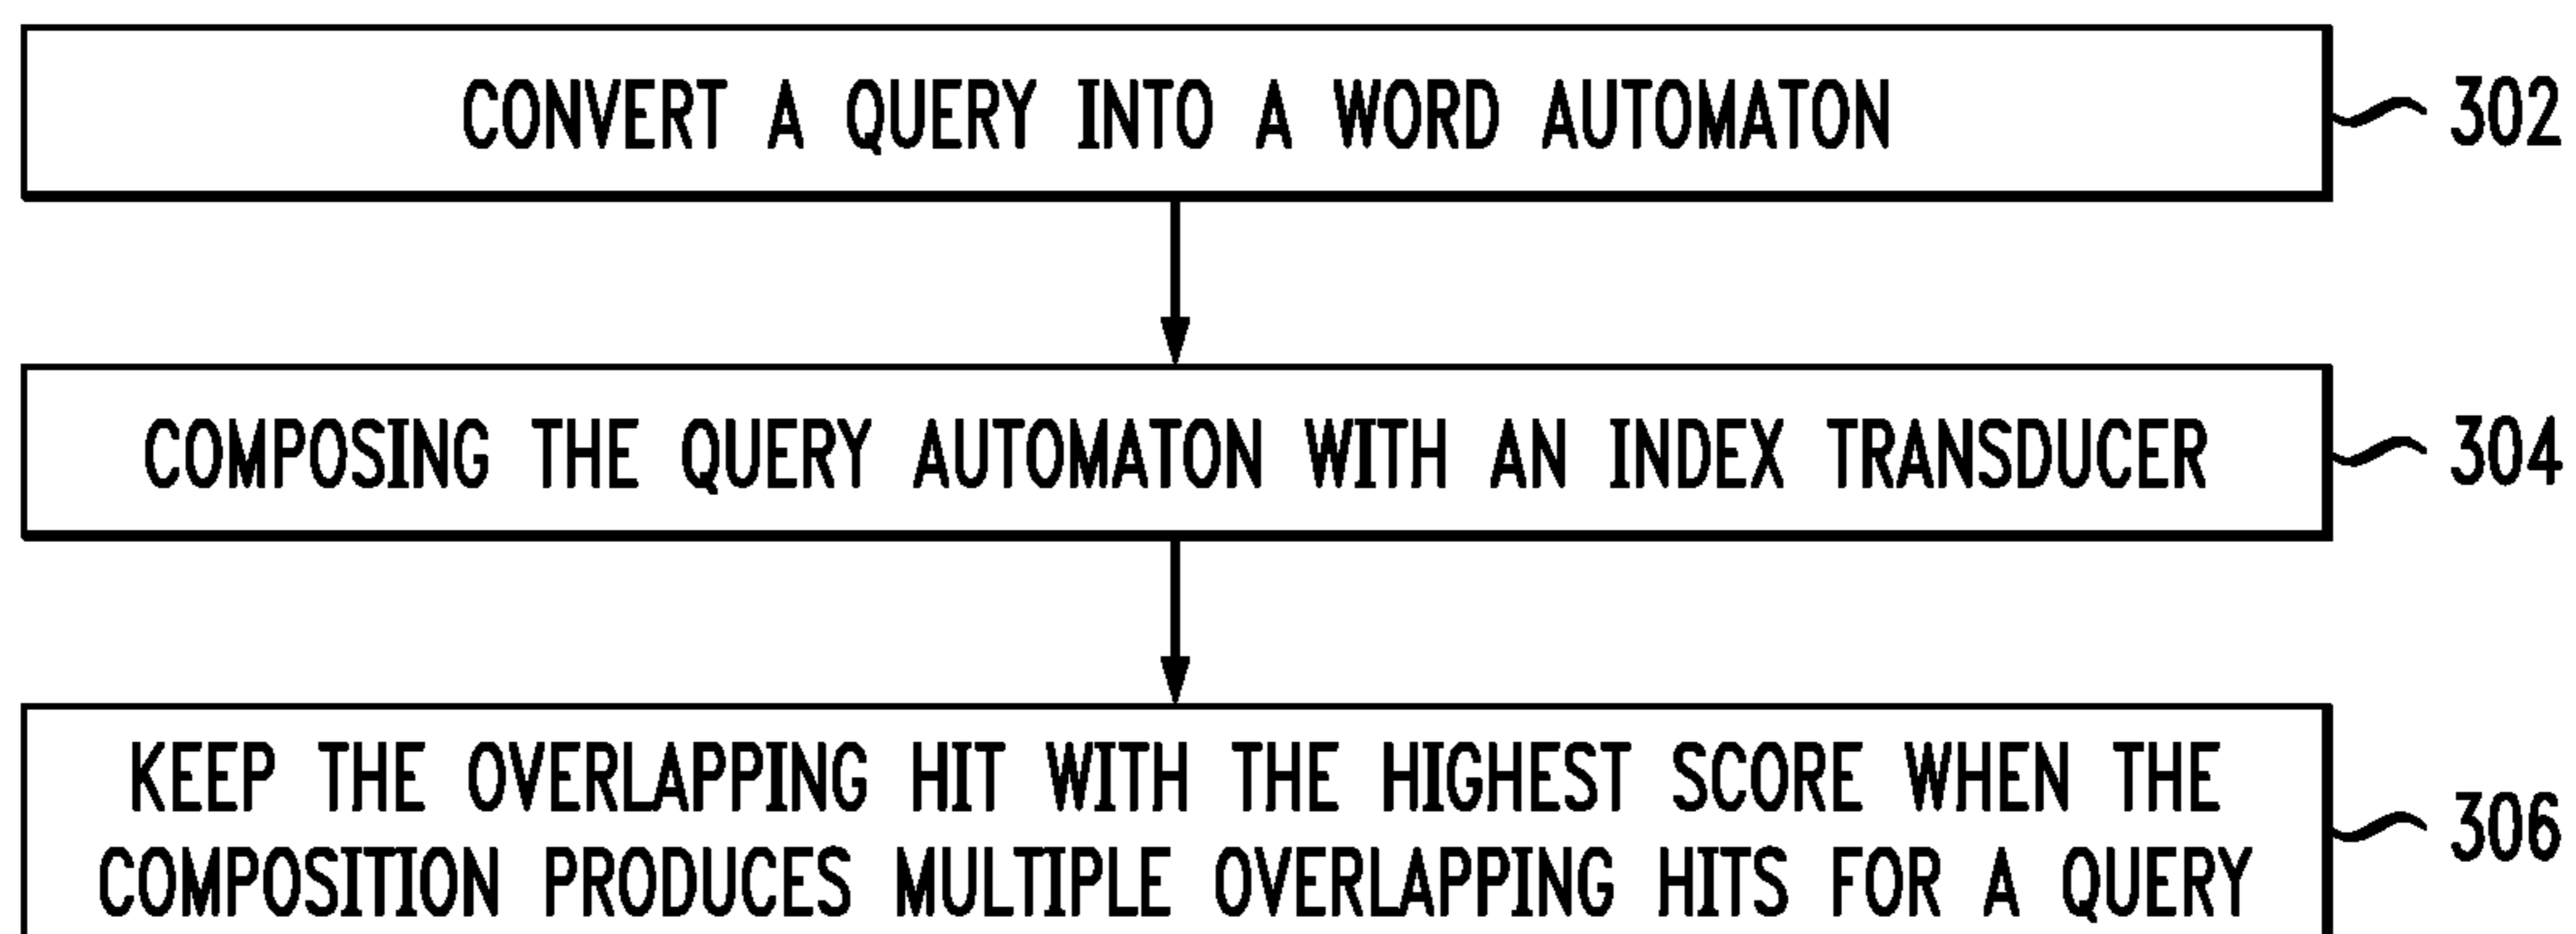 CONVERT A QUERY INTO A WORD AUTOMATON
302
COMPOSING THE QUERY AUTOMATON WITH AN INDEX TRANSDUCER
304
KEEP THE OVERLAPPING HIT WITH THE HIGHEST SCORE WHEN THE
COMPOSITION PRODUCES MULTIPLE OVERLAPPING HITS FOR A QUERY
306